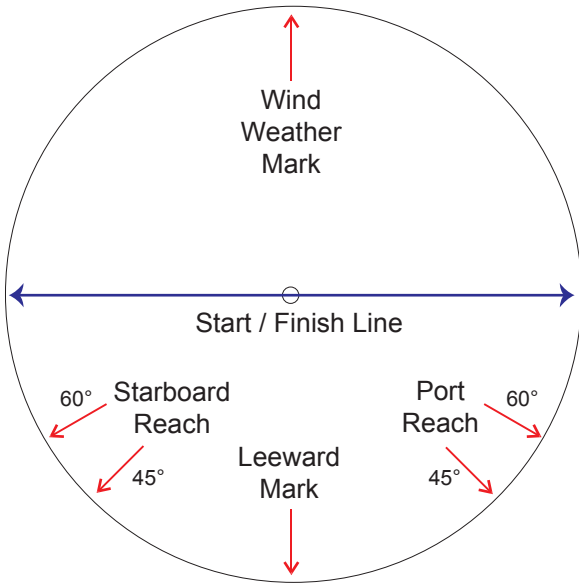 Wind
Weather
Mark
Start / Finish Line
60°
Starboard
Reach
45°
Port
Reach
60°
45°
Leeward
Mark